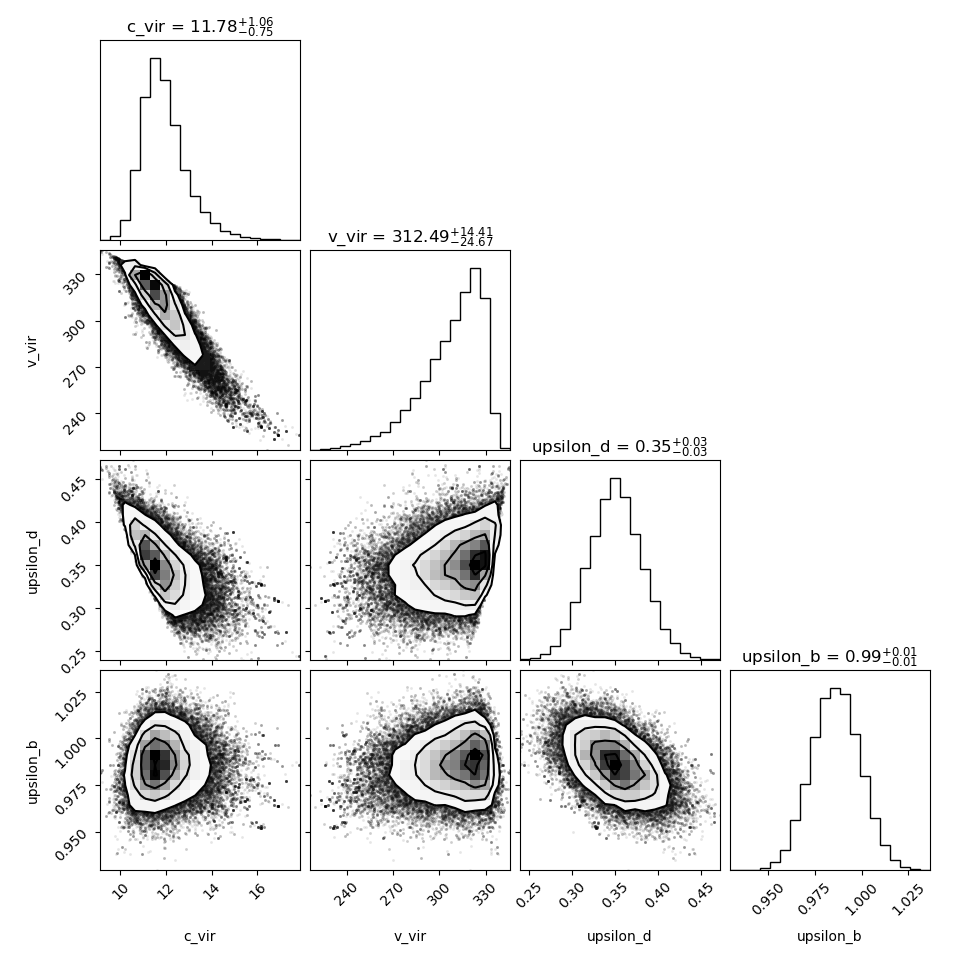 c_vir = 11.78+1.06−0.75
v_vir = 312.49+14.41−24.67
330
300
270
240
v_vir
upsilon_d = 0.35+0.03−0.03
0.45
0.40
0.35
0.30
0.25
upsilon_d
upsilon_b = 0.99+0.01−0.01
1.025
1.000
0.975
0.950
upsilon_b
10 12 14 16
240 270 300 330
0.25 0.30 0.35 0.40 0.45
0.950 0.975 1.000 1.025
c_vir v_vir upsilon_d upsilon_b